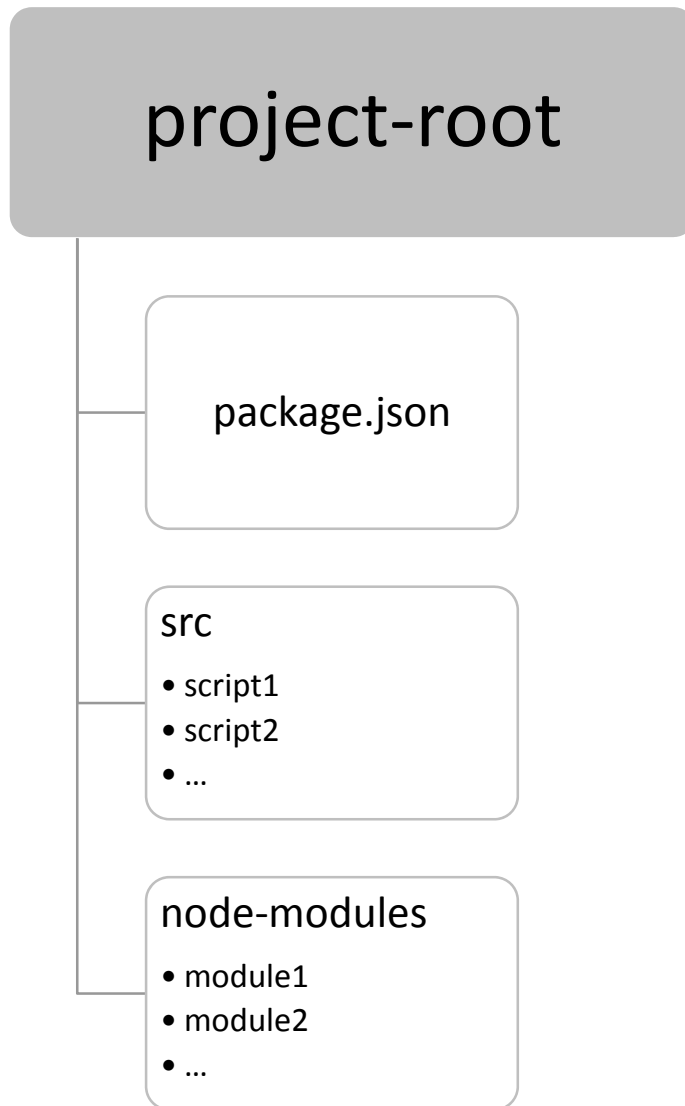 project-root
package.json
src
• script1
• script2
• ...
node-modules
• module1
• module2
• ...